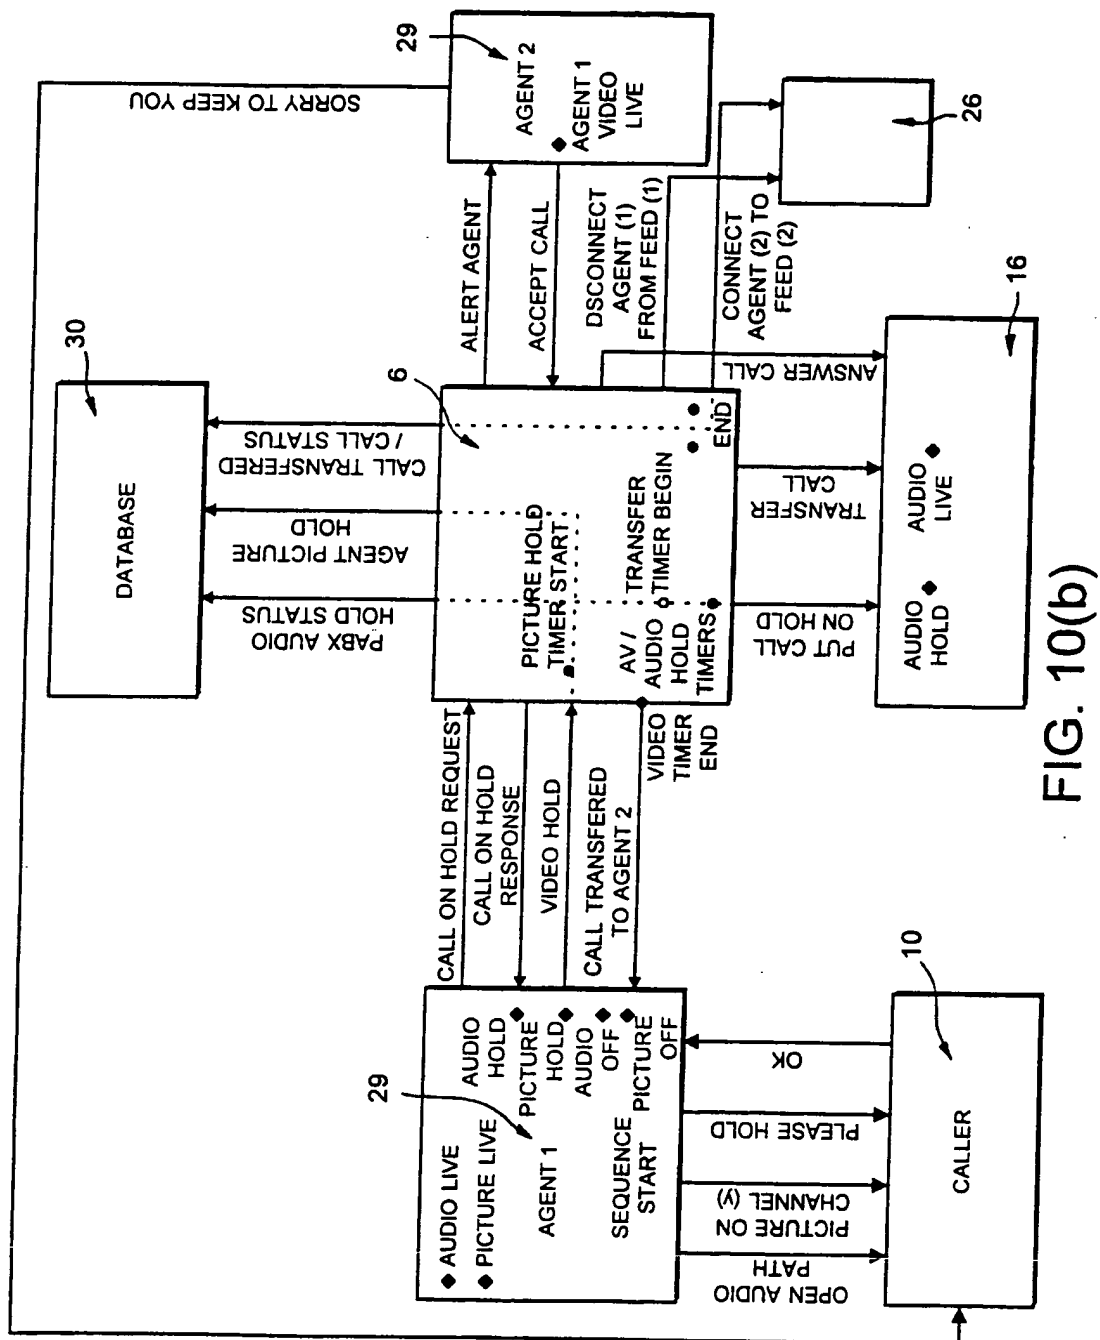 30
DATABASE
PABX AUDIO
HOLD STATUS
AGENT PICTURE
HOLD
CALL TRANSFERED
/ CALL STATUS
SORRY TO KEEP YOU
29
AUDIO LIVE
PICTURE LIVE
AGENT 1
SEQUENCE
START
AUDIO
HOLD
PICTURE
HOLD
AUDIO
OFF
PICTURE
OFF
CALL ON HOLD REQUEST
CALL ON HOLD
RESPONSE
VIDEO HOLD
CALL TRANSFERED
TO AGENT 2
6
PICTURE HOLD
TIMER START
TRANSFER
TIMER BEGIN
AV /
AUDIO
HOLD
TIMERS
END
VIDEO
TIMER
END
ALERT AGENT
ACCEPT CALL
DSCONNECT
AGENT (1)
FROM FEED (1)
CONNECT
AGENT (2) TO
FEED (2)
29
AGENT 2
AGENT 1
VIDEO
LIVE
26
OPEN AUDIO
PATH
PICTURE ON
CHANNEL (y)
PLEASE HOLD
OK
10
CALLER
PUT CALL
ON HOLD
TRANSFER
CALL
ANSWER CALL
16
AUDIO
HOLD
AUDIO
LIVE
FIG. 10(b)